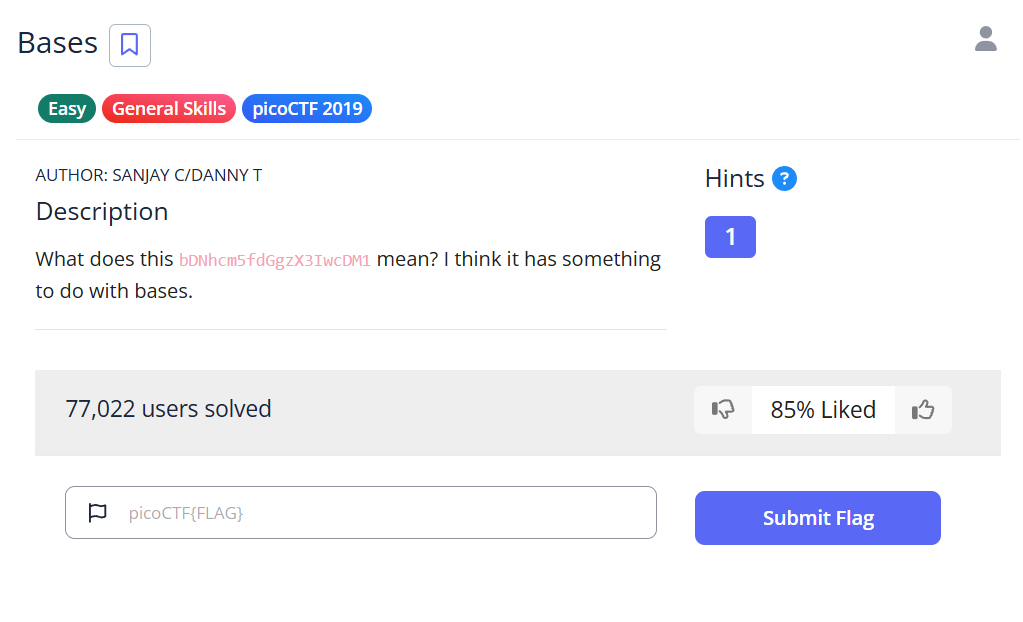 Bases
Easy General Skills picoCTF 2019
AUTHOR: SANJAY C/DANNY T
Description
What does this bDNhcm5fdGgzX3IwcDM1 mean? I think it has something
to do with bases.
Hints ?
1
77,022 users solved
85% Liked
picoCTF{FLAG}
Submit Flag